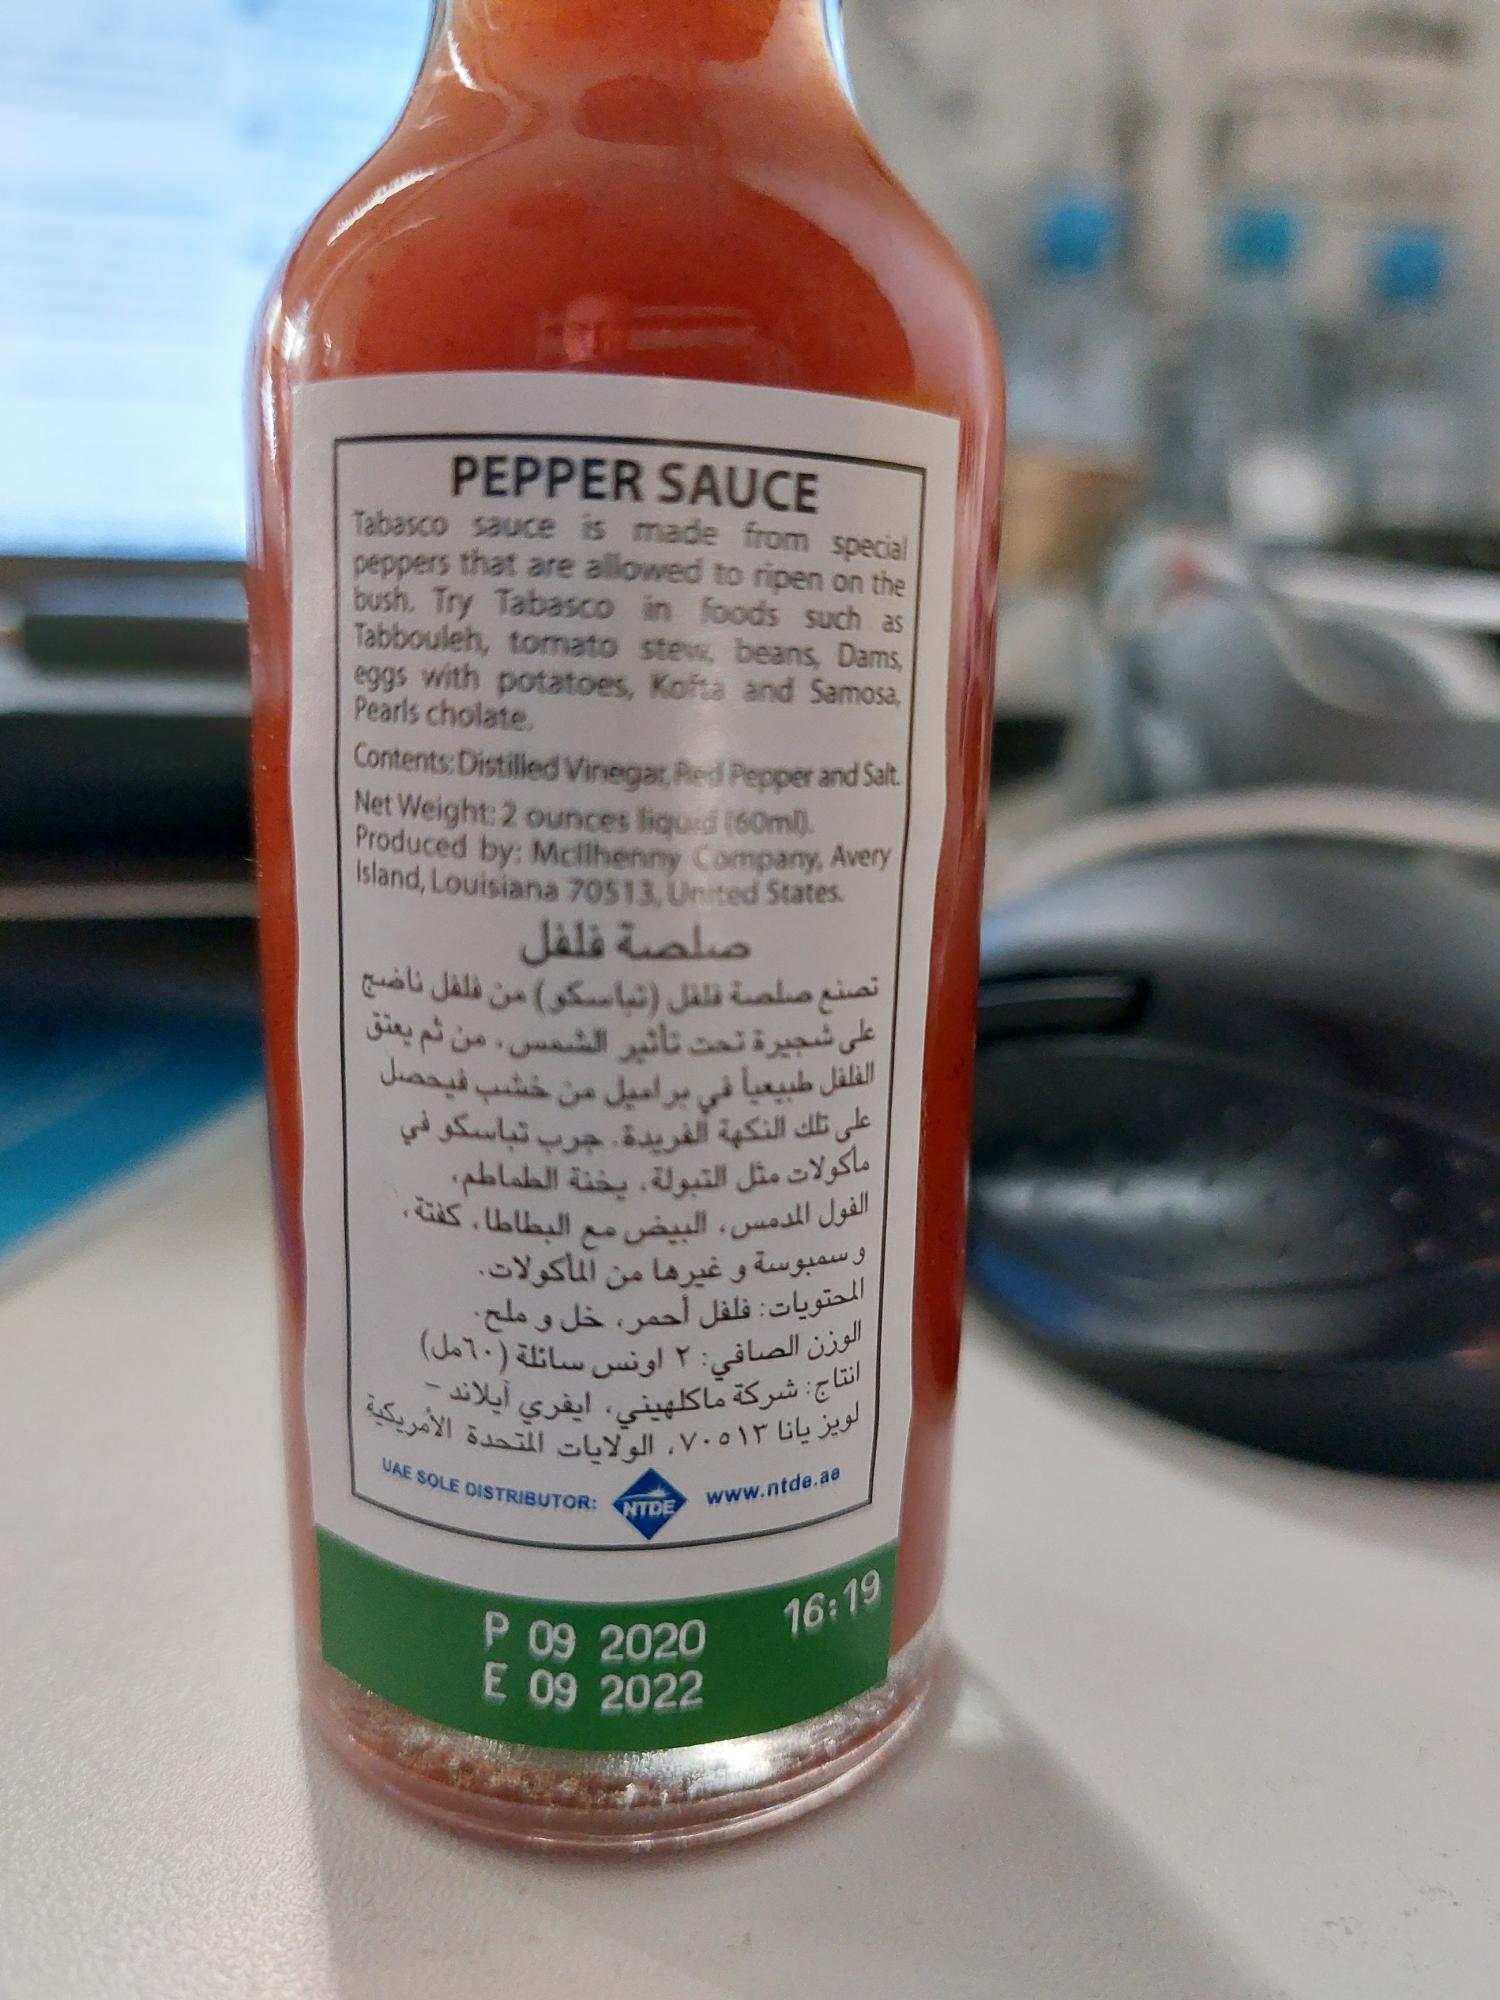 PEPPER SAUCE
Tabasco sauce is made from special
peppers that are allowed to ripen on the
bush. Try Tabasco in foods such as
Tabbouleh, tomato stew, beans, Dams,
eggs with potatoes, Kofta and Samosa,
Pearls cholate.
Contents: Distilled Vinegar, Red Pepper and Salt.
Net Weight: 2 ounces liquid (60ml).
Produced by: McIlhenny Company, Avery
Island, Louisiana 70513, United States.
صلصة فلفل
تصنع صلصة فلفل (تباسكو) من فلفل ناضج
على شجيرة تحت تأثير الشمس، من ثم يعتق
الفلفل طبيعياً في براميل من خشب فيحصل
على تلك النكهة الفريدة. جرب تباسكو في
مأكولات مثل التبولة، يخنة الطماطم،
الفول المدمس، البيض مع البطاطا، كفتة،
و سمبوسة و غيرها من المأكولات.
المحتويات: فلفل أحمر، خل و ملح.
الوزن الصافي: ٢ اونس سائلة (٦٠مل)
انتاج: شركة ماكلهيني، ايفري آيلاند –
لويز يانا ٧٠٥١٣، الولايات المتحدة الأمريكية
UAE SOLE DISTRIBUTOR: NTDE www.ntde.ae
P 09 2020 16:19
E 09 2022